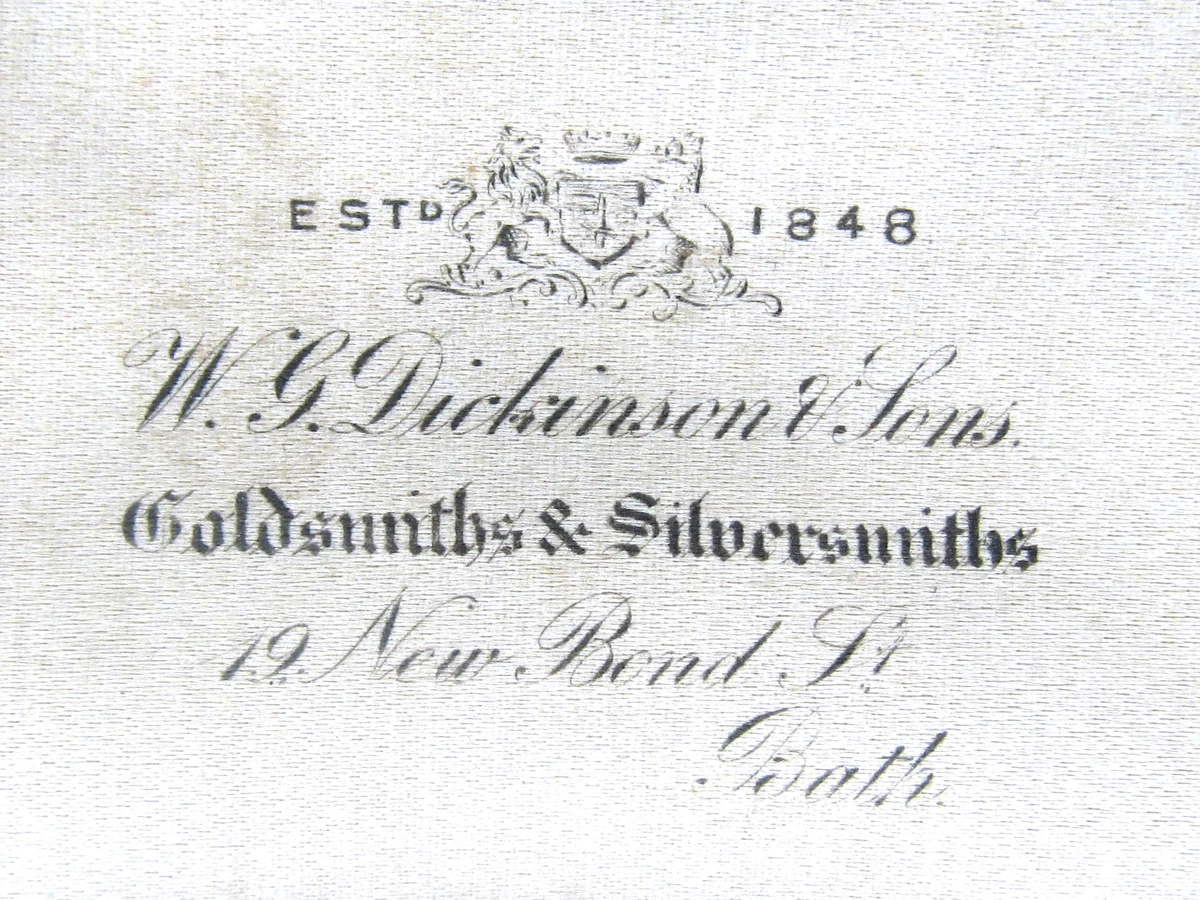 ESTD 1848
W. G. Dickinson & Sons.
Goldsmiths & Silversmiths
19. New Bond St.
Bath.